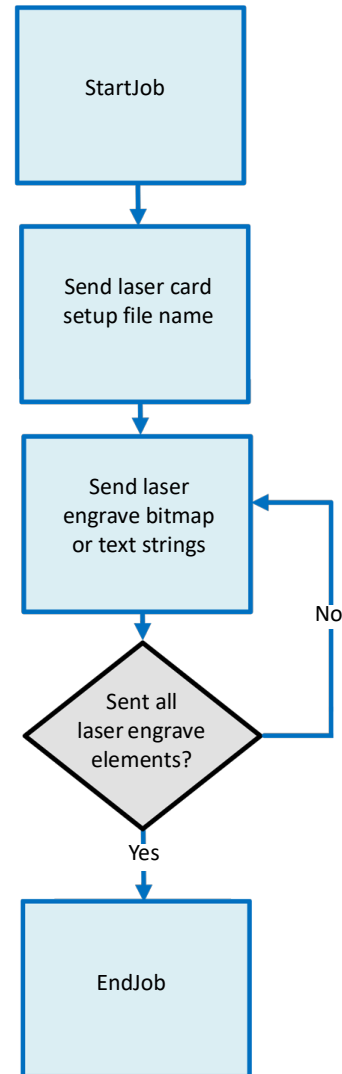 StartJob
Send laser card
setup file name
Send laser
engrave bitmap
or text strings
No
Sent all
laser engrave
elements?
Yes
EndJob